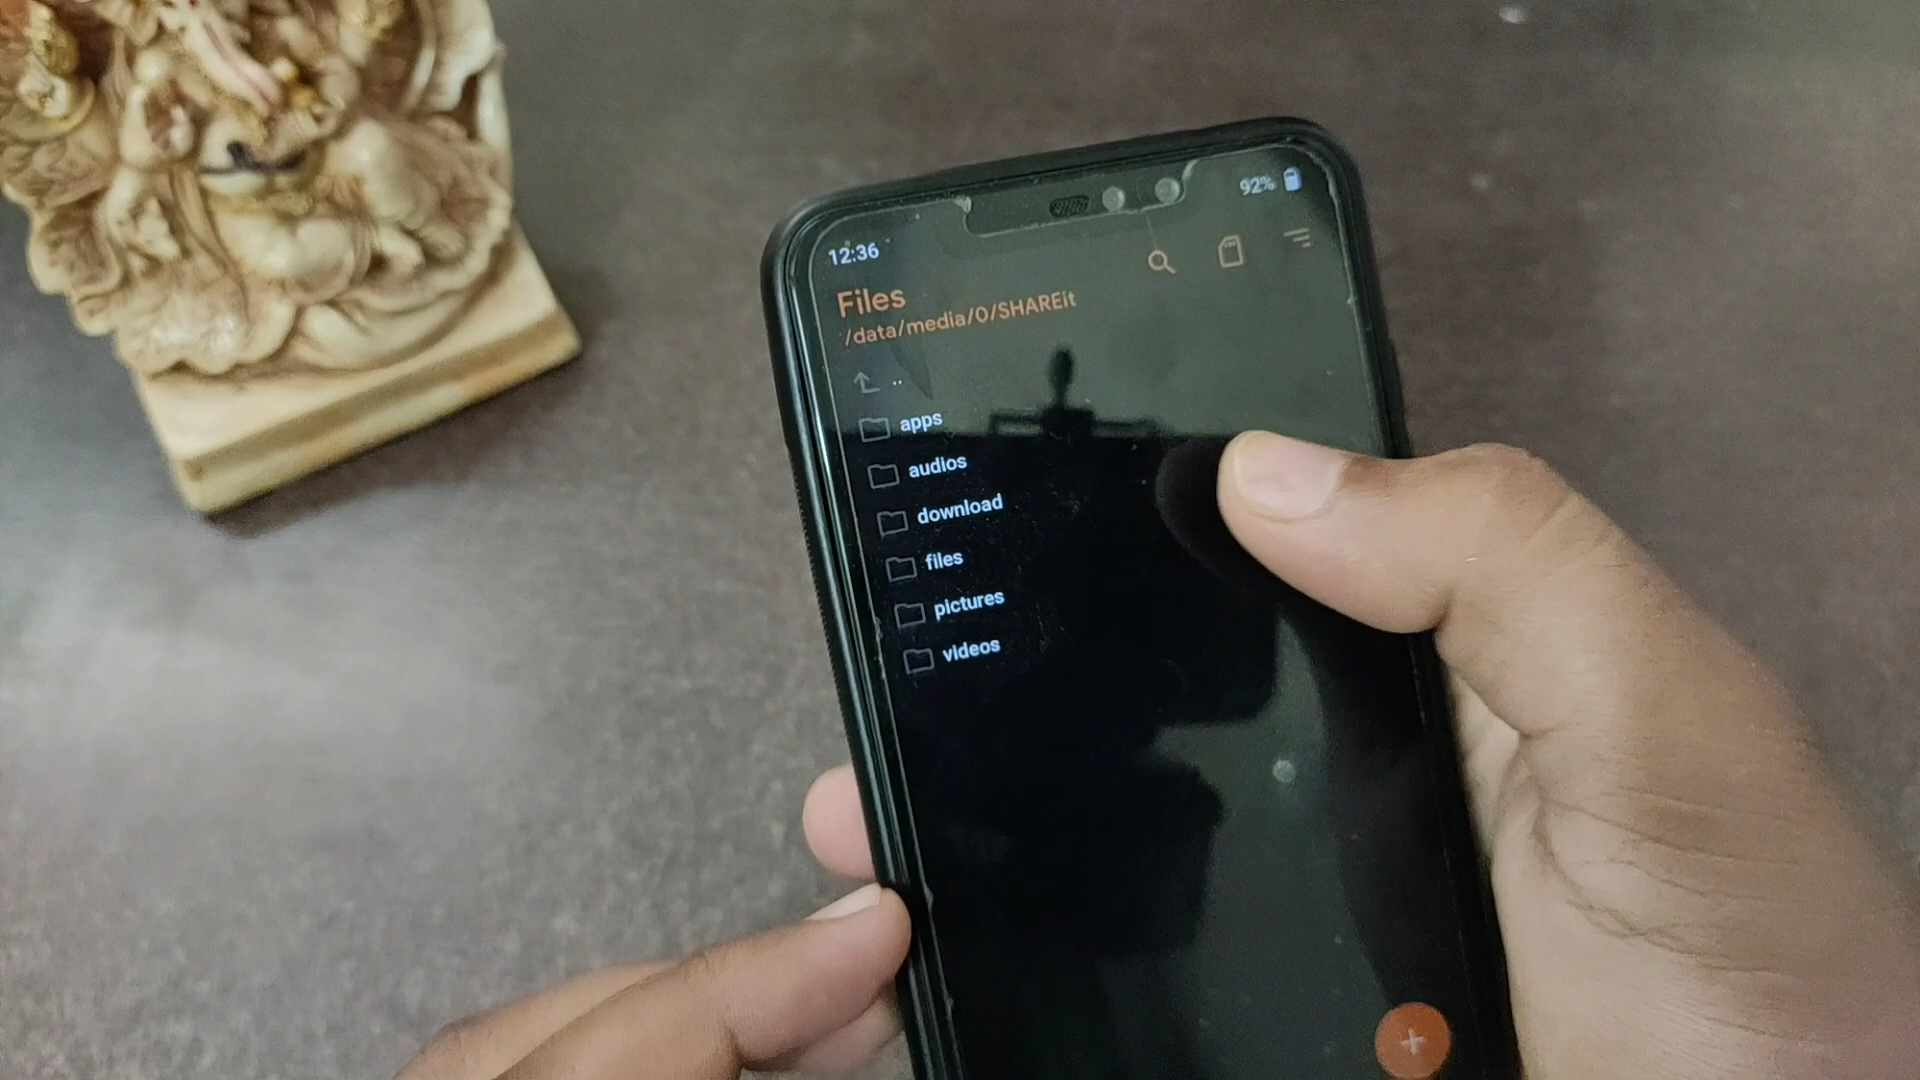 12:36
92%
Files
/data/media/0/SHAREit
..
apps
audios
download
files
pictures
videos